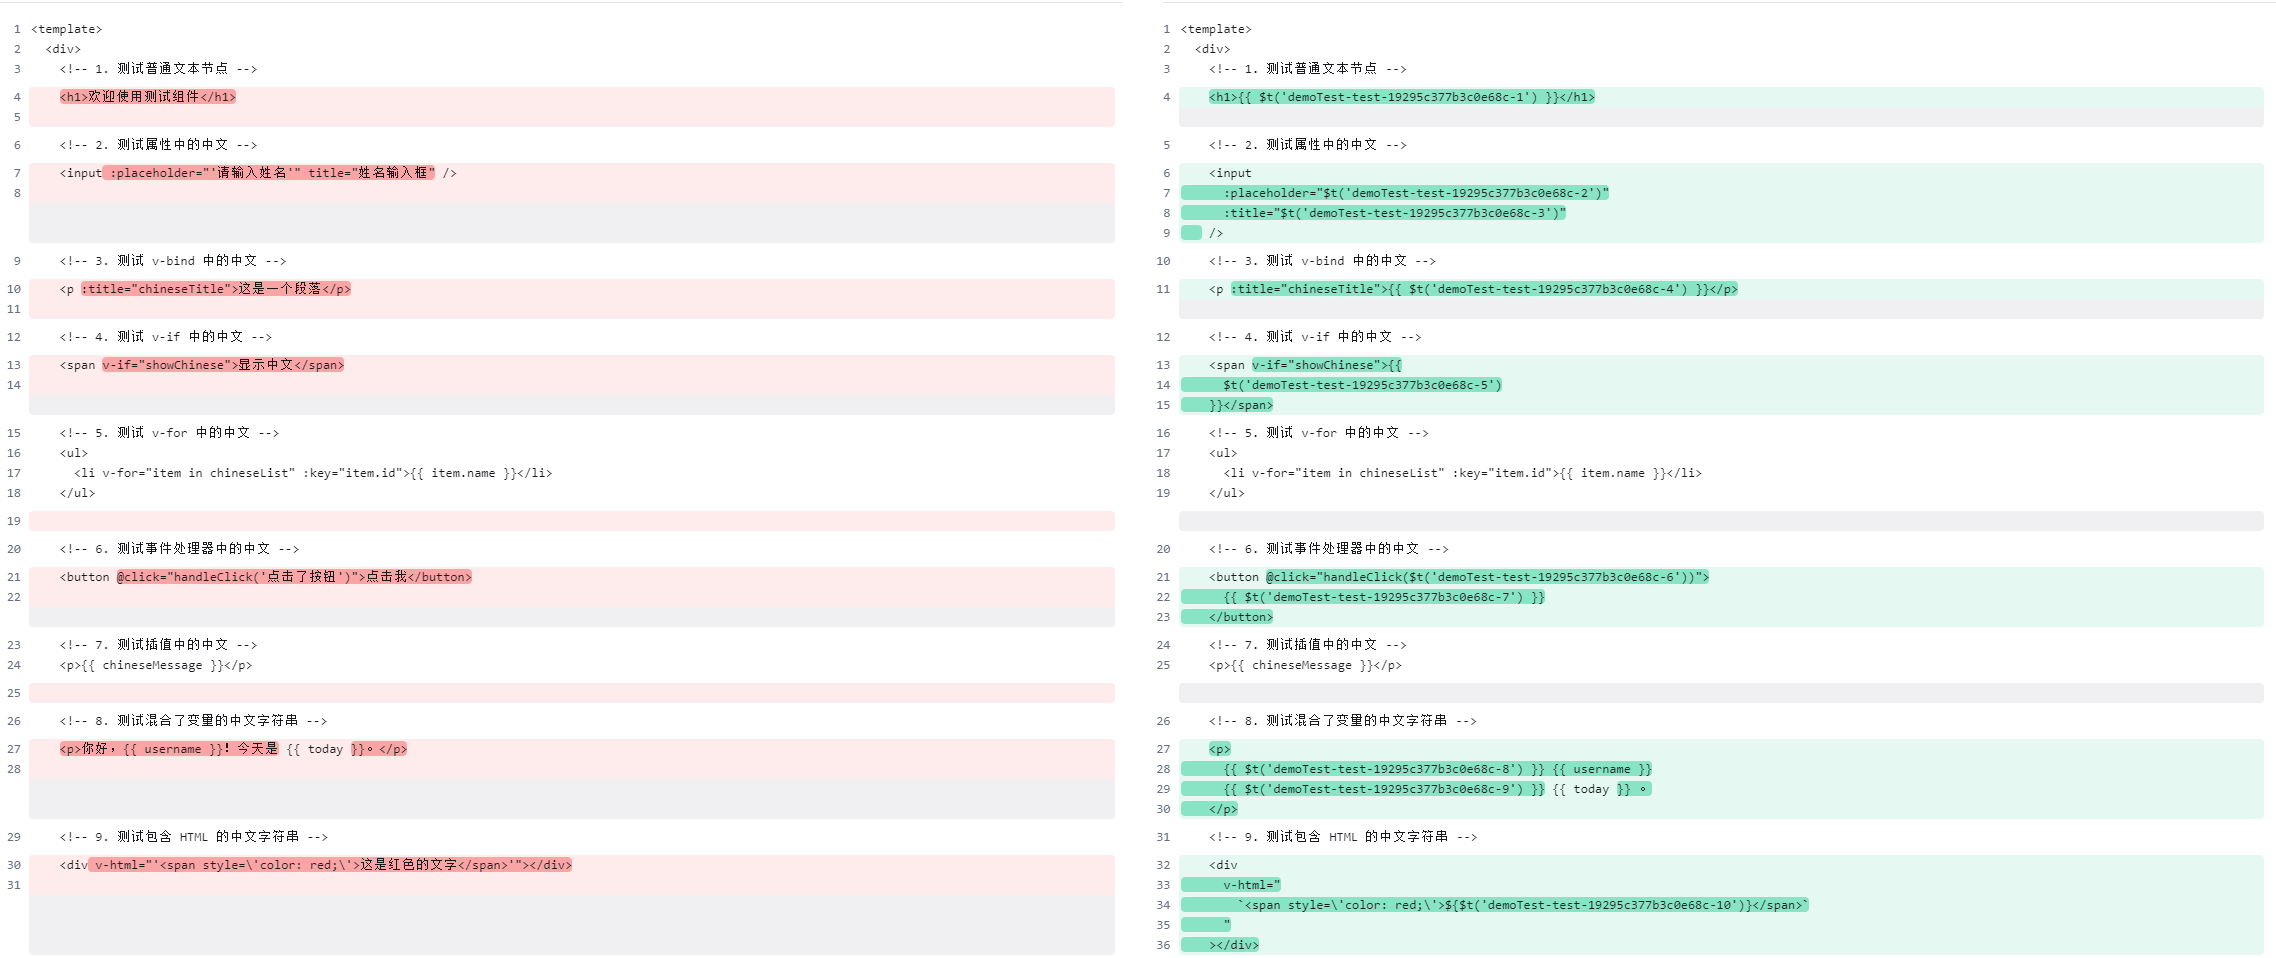 1 <template>
2   <div>
3     <!-- 1. 测试普通文本节点 -->
4     <h1>欢迎使用测试组件</h1>
5
6     <!-- 2. 测试属性中的中文 -->
7     <input :placeholder="'请输入姓名'" title="姓名输入框" />
8
9     <!-- 3. 测试 v-bind 中的中文 -->
10     <p :title="chineseTitle">这是一个段落</p>
11
12     <!-- 4. 测试 v-if 中的中文 -->
13     <span v-if="showChinese">显示中文</span>
14
15     <!-- 5. 测试 v-for 中的中文 -->
16     <ul>
17       <li v-for="item in chineseList" :key="item.id">{{ item.name }}</li>
18     </ul>
19
20     <!-- 6. 测试事件处理器中的中文 -->
21     <button @click="handleClick('点击了按钮')">点击我</button>
22
23     <!-- 7. 测试插值中的中文 -->
24     <p>{{ chineseMessage }}</p>
25
26     <!-- 8. 测试混合了变量的中文字符串 -->
27     <p>你好，{{ username }}！今天是 {{ today }}。</p>
28
29     <!-- 9. 测试包含 HTML 的中文字符串 -->
30     <div v-html="'<span style=\'color: red;\'>这是红色的文字</span>'"></div>
31
1 <template>
2   <div>
3     <!-- 1. 测试普通文本节点 -->
4     <h1>{{ $t('demoTest-test-19295c377b3c0e68c-1') }}</h1>
5     <!-- 2. 测试属性中的中文 -->
6     <input
7       :placeholder="$t('demoTest-test-19295c377b3c0e68c-2')"
8       :title="$t('demoTest-test-19295c377b3c0e68c-3')"
9     />
10     <!-- 3. 测试 v-bind 中的中文 -->
11     <p :title="chineseTitle">{{ $t('demoTest-test-19295c377b3c0e68c-4') }}</p>
12     <!-- 4. 测试 v-if 中的中文 -->
13     <span v-if="showChinese">{{
14       $t('demoTest-test-19295c377b3c0e68c-5')
15     }}</span>
16     <!-- 5. 测试 v-for 中的中文 -->
17     <ul>
18       <li v-for="item in chineseList" :key="item.id">{{ item.name }}</li>
19     </ul>
20     <!-- 6. 测试事件处理器中的中文 -->
21     <button @click="handleClick($t('demoTest-test-19295c377b3c0e68c-6'))">
22       {{ $t('demoTest-test-19295c377b3c0e68c-7') }}
23     </button>
24     <!-- 7. 测试插值中的中文 -->
25     <p>{{ chineseMessage }}</p>
26     <!-- 8. 测试混合了变量的中文字符串 -->
27     <p>
28       {{ $t('demoTest-test-19295c377b3c0e68c-8') }} {{ username }}
29       {{ $t('demoTest-test-19295c377b3c0e68c-9') }} {{ today }} 。
30     </p>
31     <!-- 9. 测试包含 HTML 的中文字符串 -->
32     <div
33       v-html="
34         `<span style=\'color: red;\'>${$t('demoTest-test-19295c377b3c0e68c-10')}</span>`
35       "
36     ></div>